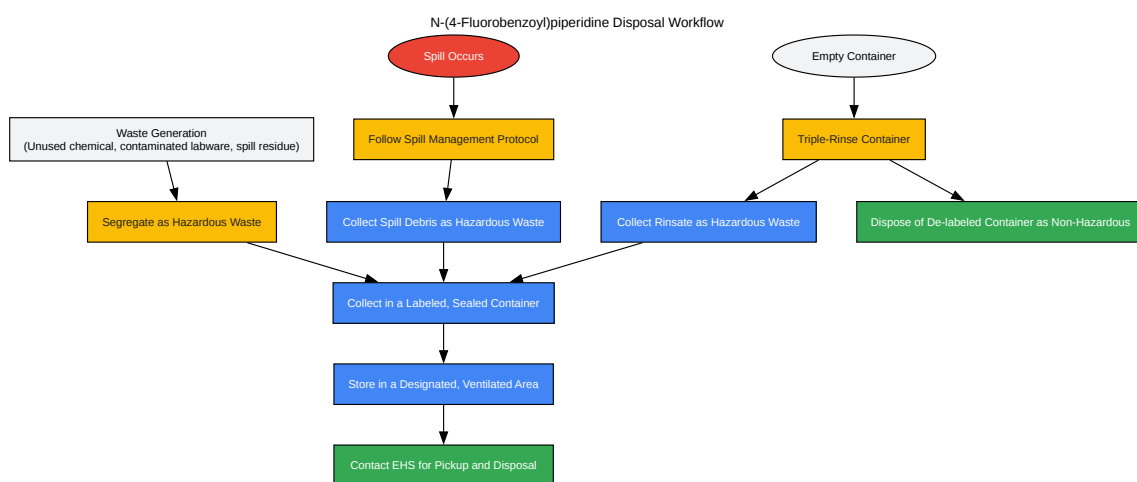 N-(4-Fluorobenzoyl)piperidine Disposal Workflow
Spill Occurs
Empty Container
Waste Generation
(Unused chemical, contaminated labware, spill residue)
Follow Spill Management Protocol
Triple-Rinse Container
Segregate as Hazardous Waste
Collect Spill Debris as Hazardous Waste
Collect Rinsate as Hazardous Waste
Dispose of De-labeled Container as Non-Hazardous
Collect in a Labeled, Sealed Container
Store in a Designated, Ventilated Area
Contact EHS for Pickup and Disposal